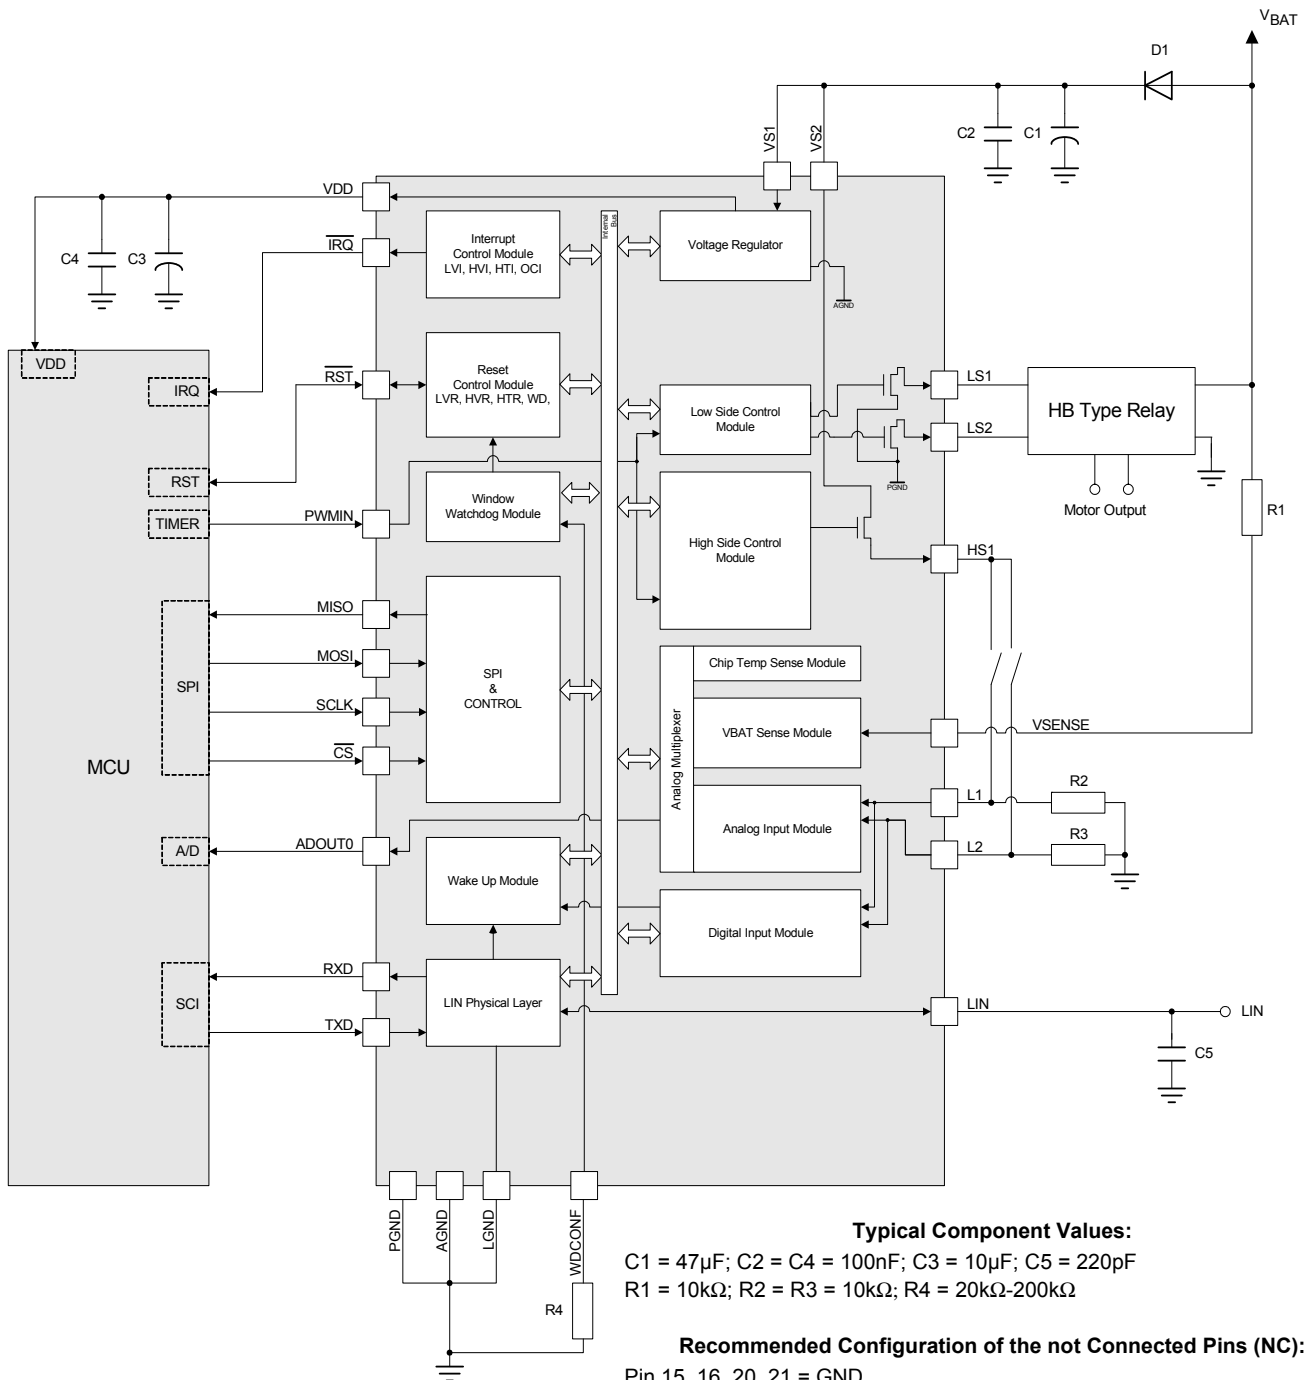 VBAT
D1
VS1
VS2
C2
C1
VDD
IRQ
C4
C3
Interrupt
Control Module
LVI, HVI, HTI, OCI
Internal
Bus
Voltage Regulator
AGND
VDD
IRQ
RST
Reset
Control Module
LVR, HVR, HTR, WD,
Low Side Control
Module
LS1
LS2
HB Type Relay
PGND
RST
TIMER
PWMIN
Window
Watchdog Module
High Side Control
Module
Motor Output
R1
HS1
MISO
MOSI
SCLK
CS
SPI
SPI
&
CONTROL
Chip Temp Sense Module
VBAT Sense Module
VSENSE
Analog Multiplexer
MCU
Analog Input Module
L1
L2
R2
R3
A/D
ADOUT0
Wake Up Module
Digital Input Module
RXD
SCI
TXD
LIN Physical Layer
LIN
LIN
C5
PGND
AGND
LGND
WDCONF
R4
Typical Component Values:
C1 = 47µF; C2 = C4 = 100nF; C3 = 10µF; C5 = 220pF
R1 = 10kΩ; R2 = R3 = 10kΩ; R4 = 20kΩ-200kΩ
Recommended Configuration of the not Connected Pins (NC):
Pin 15, 16, 20, 21 = GND